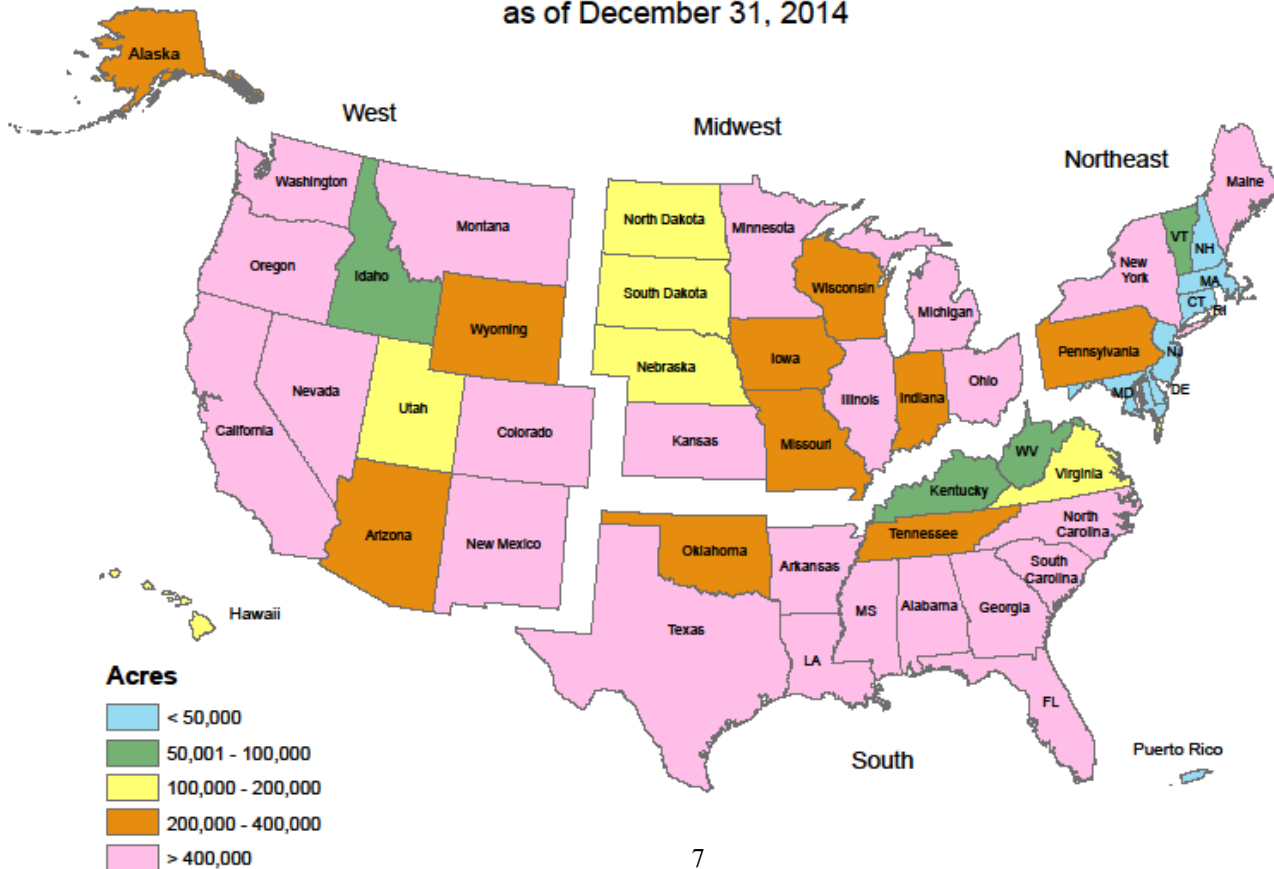 as of December 31, 2014
Alaska
West
Midwest
Northeast
Washington
Montana
Oregon
Idaho
Wyoming
Nevada
Utah
Colorado
California
Arizona
New Mexico
Hawaii
North Dakota
South Dakota
Nebraska
Kansas
Minnesota
Wisconsin
Iowa
Missouri
Illinois
Indiana
Michigan
Ohio
Maine
VT
NH
New
York
MA
CT
RI
Pennsylvania
NJ
MD
DE
WV
Virginia
Kentucky
Tennessee
North
Carolina
South
Carolina
Oklahoma
Arkansas
Texas
LA
MS
Alabama
Georgia
FL
South
Puerto Rico
Acres
< 50,000
50,001 - 100,000
100,000 - 200,000
200,000 - 400,000
> 400,000
7